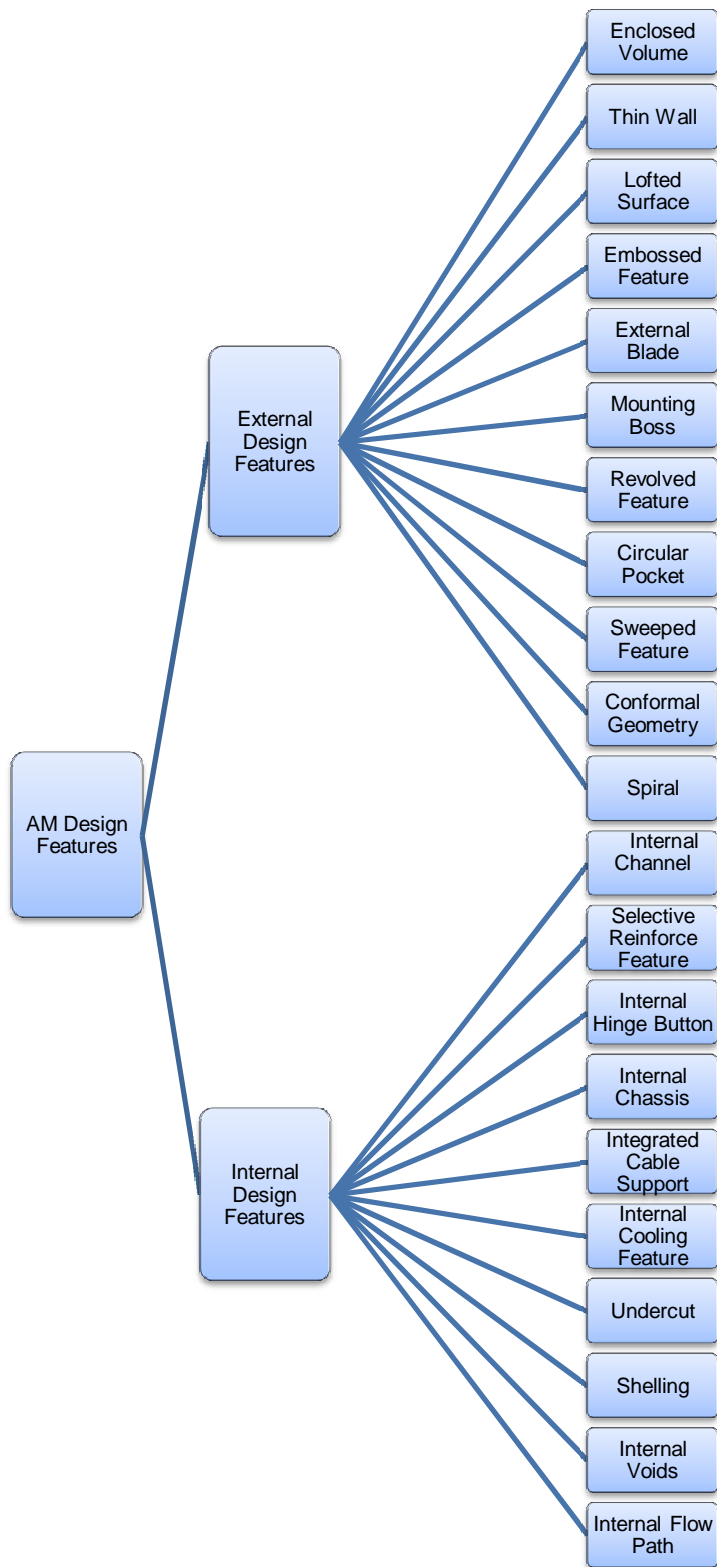 AM Design
Features
External
Design
Features
Enclosed
Volume
Thin Wall
Lofted
Surface
Embossed
Feature
External
Blade
Mounting
Boss
Revolved
Feature
Circular
Pocket
Sweeped
Feature
Conformal
Geometry
Spiral
Internal
Design
Features
Internal
Channel
Selective
Reinforce
Feature
Internal
Hinge Button
Internal
Chassis
Integrated
Cable
Support
Internal
Cooling
Feature
Undercut
Shelling
Internal
Voids
Internal Flow
Path